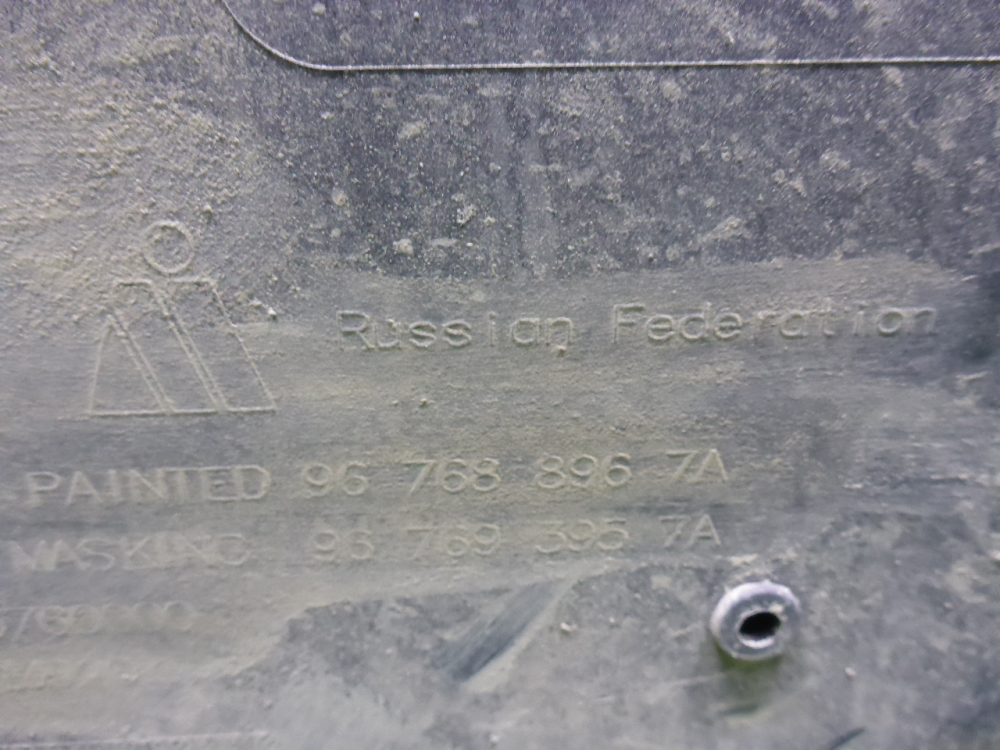 Russian Federation
PAINTED 96 768 896 7A
MASKING 96 769 395 7A